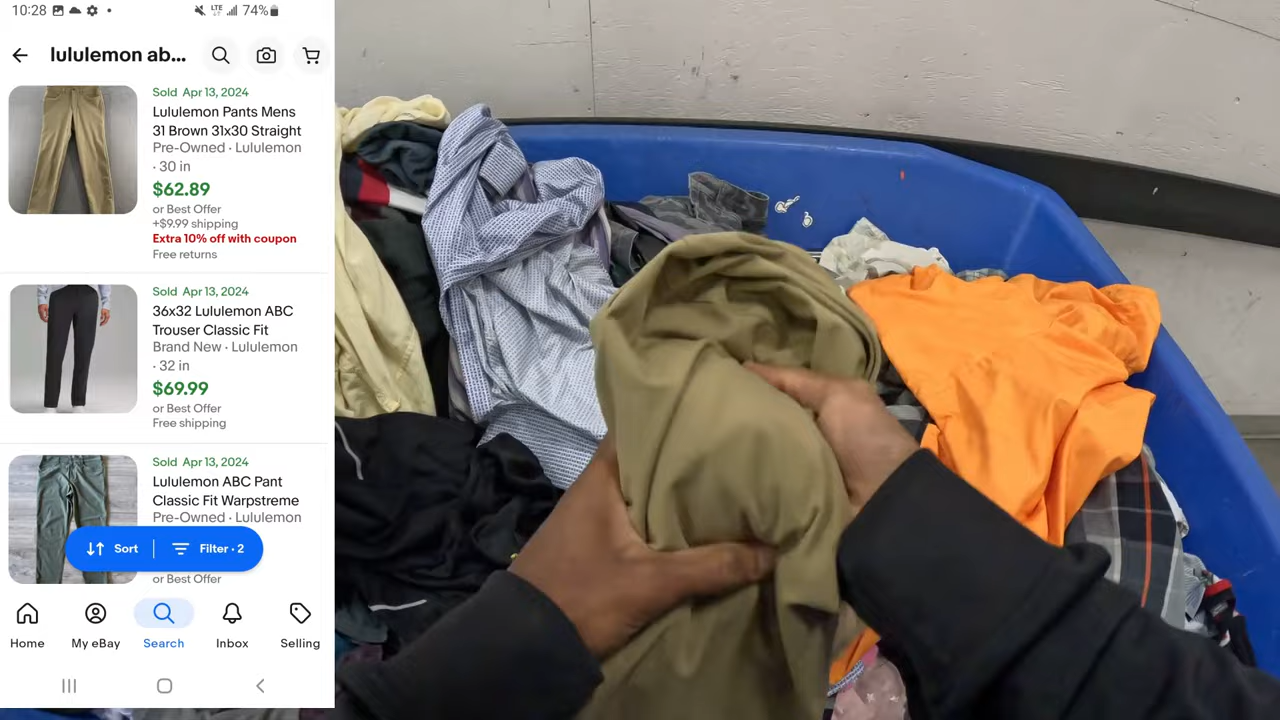 10:28
LTE
74%
lululemon ab...
Sold Apr 13, 2024
Lululemon Pants Mens
31 Brown 31x30 Straight
Pre-Owned · Lululemon
· 30 in
$62.89
or Best Offer
+$9.99 shipping
Extra 10% off with coupon
Free returns
Sold Apr 13, 2024
36x32 Lululemon ABC
Trouser Classic Fit
Brand New · Lululemon
· 32 in
$69.99
or Best Offer
Free shipping
Sold Apr 13, 2024
Lululemon ABC Pant
Classic Fit Warpstreme
Pre-Owned · Lululemon
Sort
Filter · 2
or Best Offer
Home
My eBay
Search
Inbox
Selling